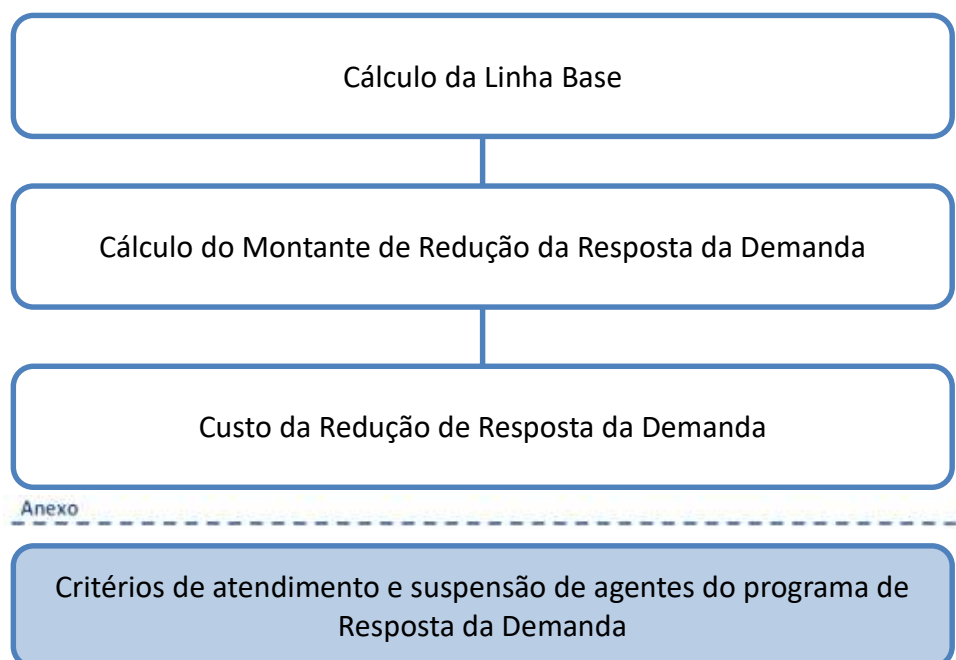 Cálculo da Linha Base
Cálculo do Montante de Redução da Resposta da Demanda
Custo da Redução de Resposta da Demanda
Anexo
Critérios de atendimento e suspensão de agentes do programa de
Resposta da Demanda